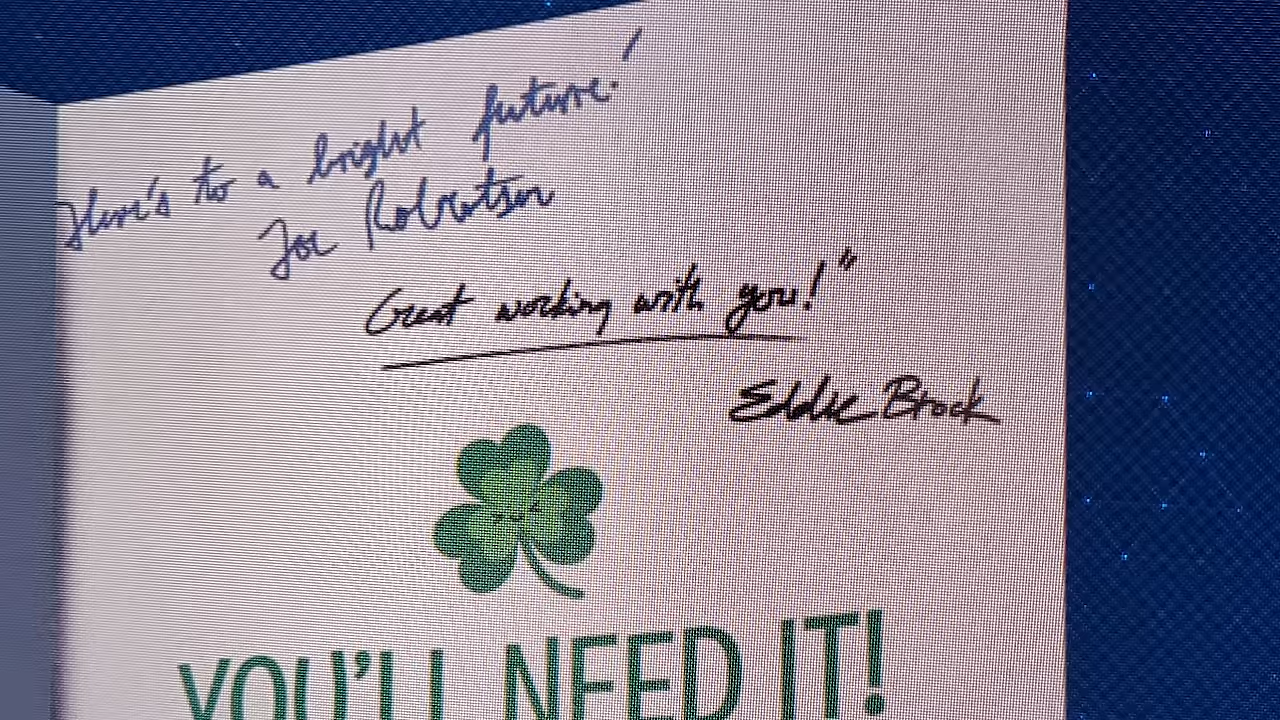 Here's to a bright future!
Joe Robertson
Great working with you!"
Eddie Brock
YOU'LL NEED IT!